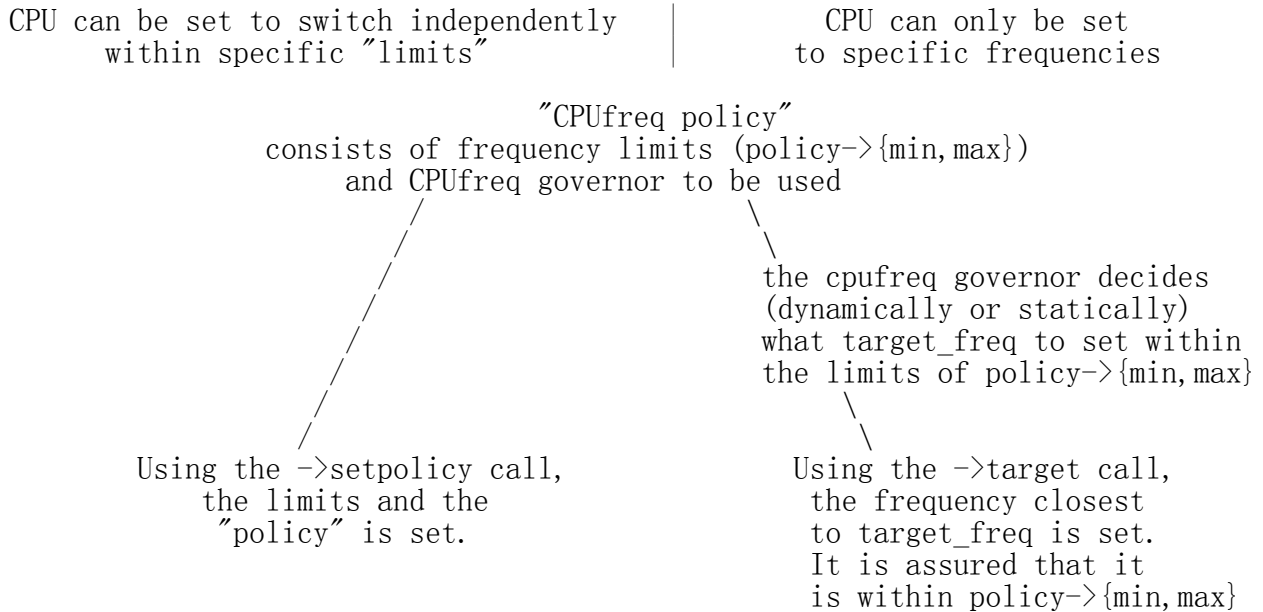 CPU can be set to switch independently
within specific "limits"
CPU can only be set
to specific frequencies
"CPUfreq policy"
consists of frequency limits (policy->{min,max})
and CPUfreq governor to be used
the cpufreq governor decides
(dynamically or statically)
what target_freq to set within
the limits of policy->{min,max}
Using the ->setpolicy call,
the limits and the
"policy" is set.
Using the ->target call,
the frequency closest
to target_freq is set.
It is assured that it
is within policy->{min,max}